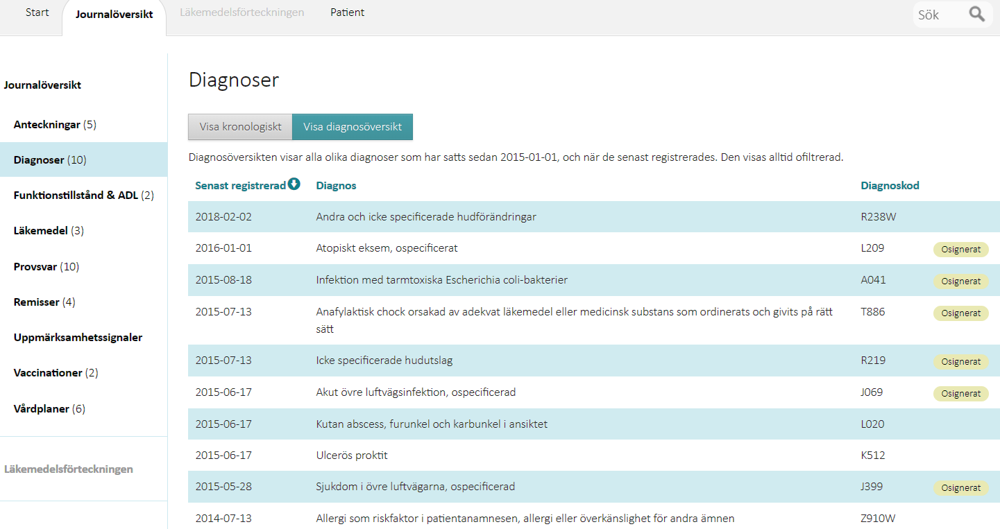 Start
Journalöversikt
Läkemedelsförteckningen
Patient
Sök
Journalöversikt
Anteckningar (5)
Diagnoser (10)
Funktionstillstånd & ADL (2)
Läkemedel (3)
Provsvar (10)
Remisser (4)
Uppmärksamhetssignaler
Vaccinationer (2)
Vårdplaner (6)
Läkemedelsförteckningen
Diagnoser
Visa kronologiskt
Visa diagnosöversikt
Diagnosöversikten visar alla olika diagnoser som har satts sedan 2015-01-01, och när de senast registrerades. Den visas alltid ofiltrerad.
Senast registrerad Diagnos Diagnoskod
2018-02-02 Andra och icke specificerade hudförändringar R238W
2016-01-01 Atopiskt eksem, ospecificerat L209 Osignerat
2015-08-18 Infektion med tarmtoxiska Escherichia coli-bakterier A041 Osignerat
2015-07-13 Anafylaktisk chock orsakad av adekvat läkemedel eller medicinsk substans som ordinerats och givits på rätt T886 Osignerat
sätt
2015-07-13 Icke specificerade hudutslag R219 Osignerat
2015-06-17 Akut övre luftvägsinfektion, ospecificerad J069 Osignerat
2015-06-17 Kutan abscess, furunkel och karbunkel i ansiktet L020
2015-06-17 Ulcerös proktit K512
2015-05-28 Sjukdom i övre luftvägarna, ospecificerad J399 Osignerat
2014-07-13 Allergi som riskfaktor i patientanamnesen, allergi eller överkänslighet för andra ämnen Z910W